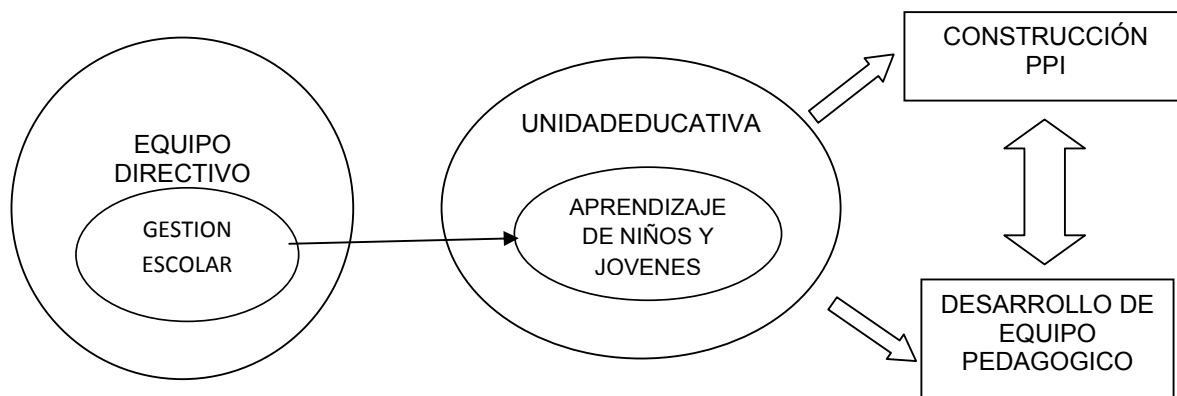 EQUIPO
DIRECTIVO
GESTION
ESCOLAR
UNIDADEDUCATIVA
APRENDIZAJE
DE NIÑOS Y
JOVENES
CONSTRUCCIÓN
PPI
DESARROLLO DE
EQUIPO
PEDAGOGICO